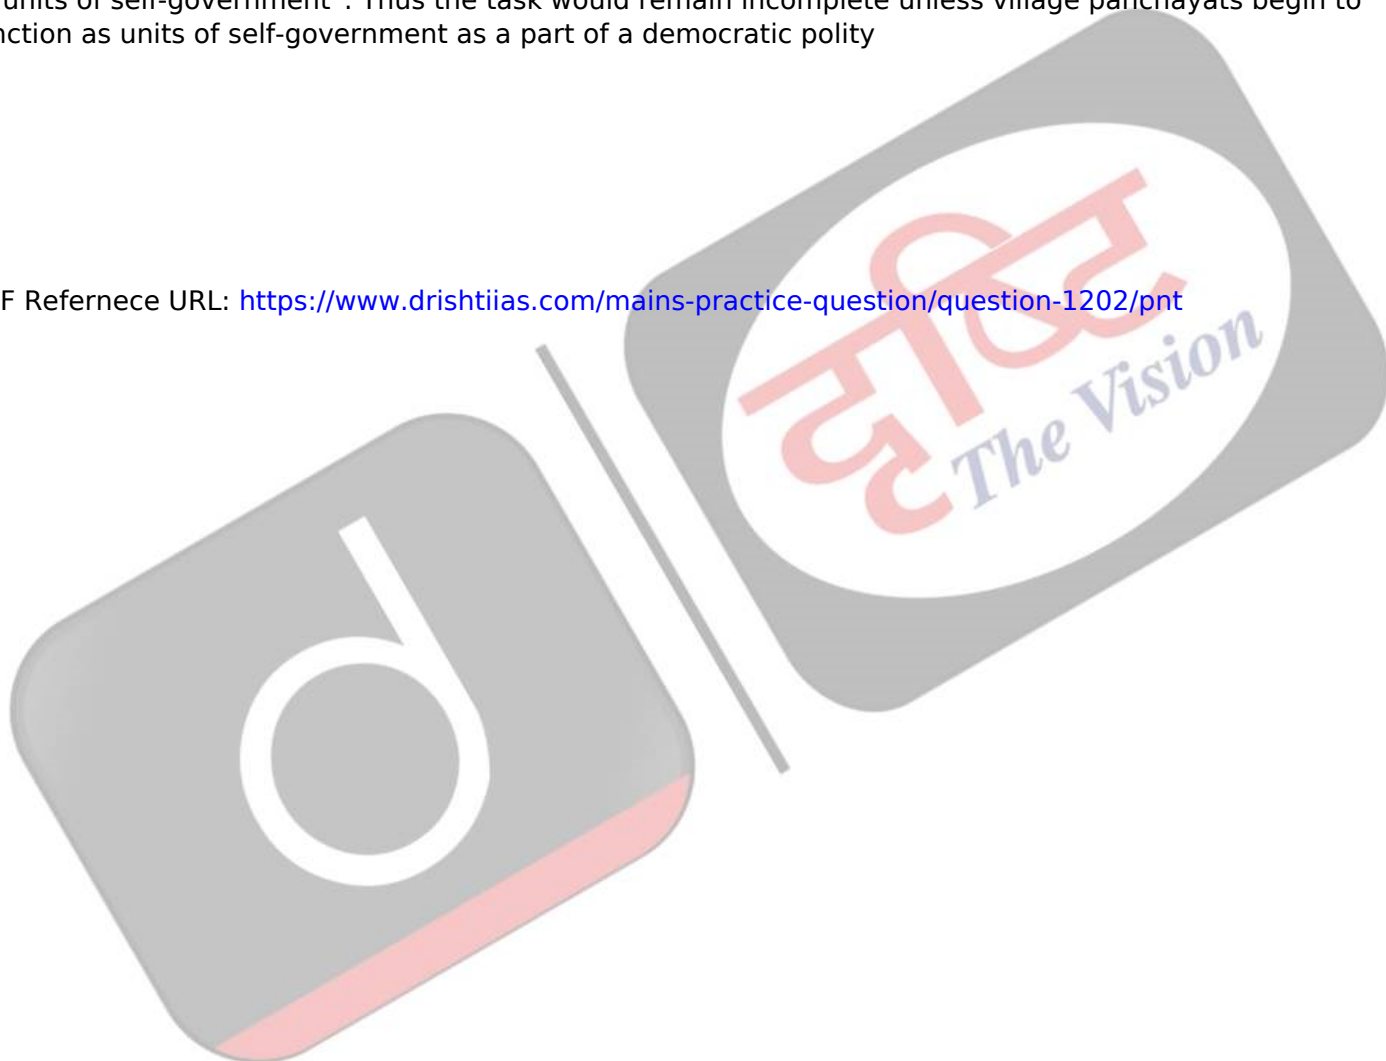 units of self-government". Thus the task would remain incomplete unless village panchayats begin to
nction as units of self-government as a part of a democratic polity
F Refernece URL: https://www.drishtiias.com/mains-practice-question/question-1202/pnt
दृष्टि
The Vision